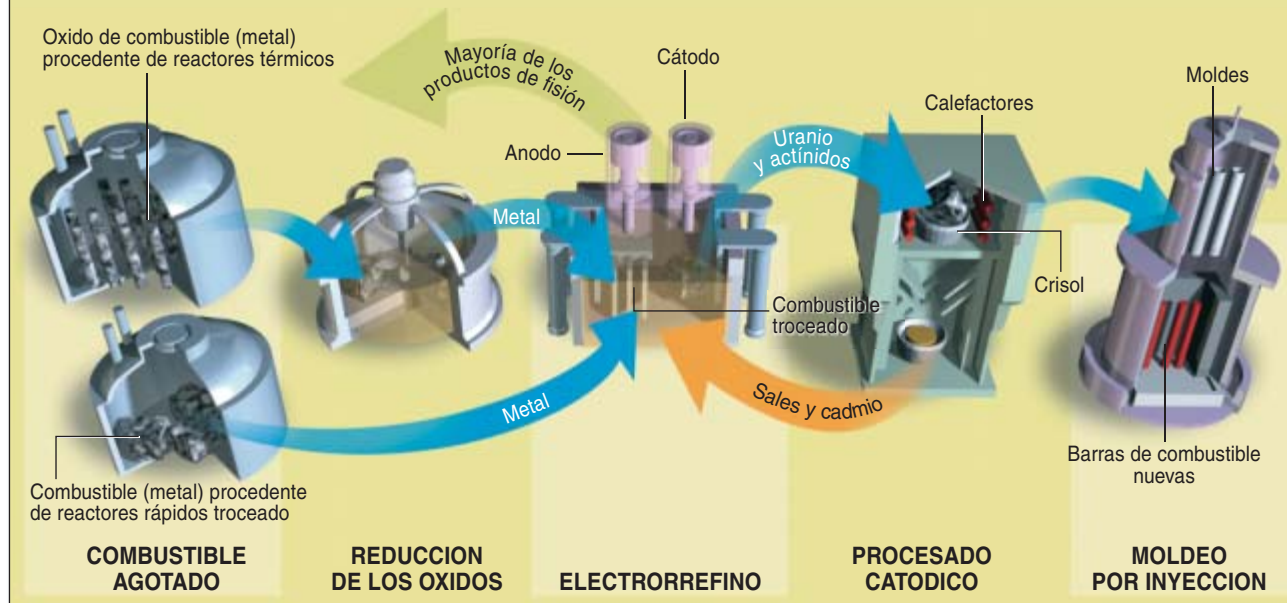 Oxido de combustible (metal)
procedente de reactores térmicos
Mayoría de los
productos de fisión
Cátodo
Anodo
Uranio
y actínidos
Calefactores
Moldes
Metal
Crisol
Combustible
troceado
Metal
Sales y cadmio
Combustible (metal) procedente
de reactores rápidos troceado
Barras de combustible
nuevas
COMBUSTIBLE
AGOTADO
REDUCCION
DE LOS OXIDOS
ELECTRORREFINO
PROCESADO
CATODICO
MOLDEO
POR INYECCION